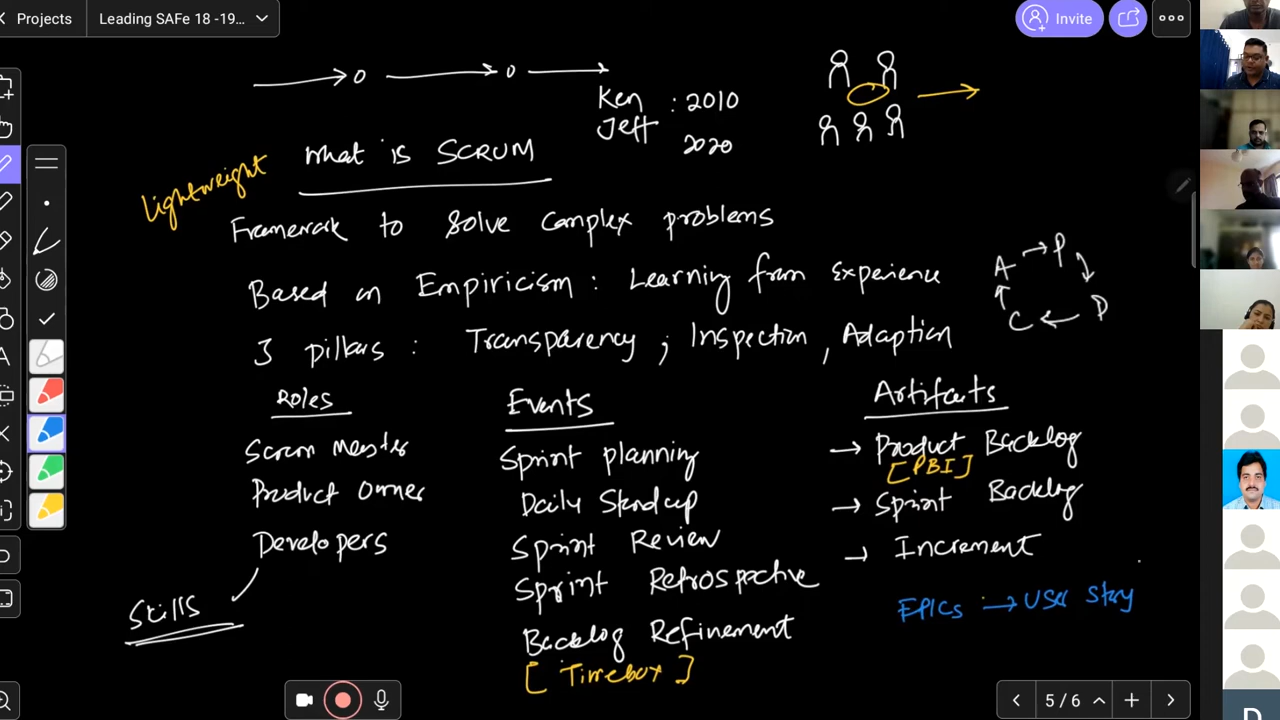 Projects
Leading SAFe 18 -19...
Invite
Ken : 2010
Jeff 2020
What is SCRUM
Lightweight
Framework to solve complex problems
Based on Empiricism : Learning from Experience
A P
C D
3 pillars : Transparency ; Inspection , Adaption
Roles
Scrum Master
Product Owner
Developers
Skills
Events
Sprint planning
Daily Standup
Sprint Review
Sprint Retrospective
Backlog Refinement
[ Timebox ]
Artifacts
→ Product Backlog
[ PBI ]
→ Sprint Backlog
→ Increment
EPICs → User Story
5 / 6
D